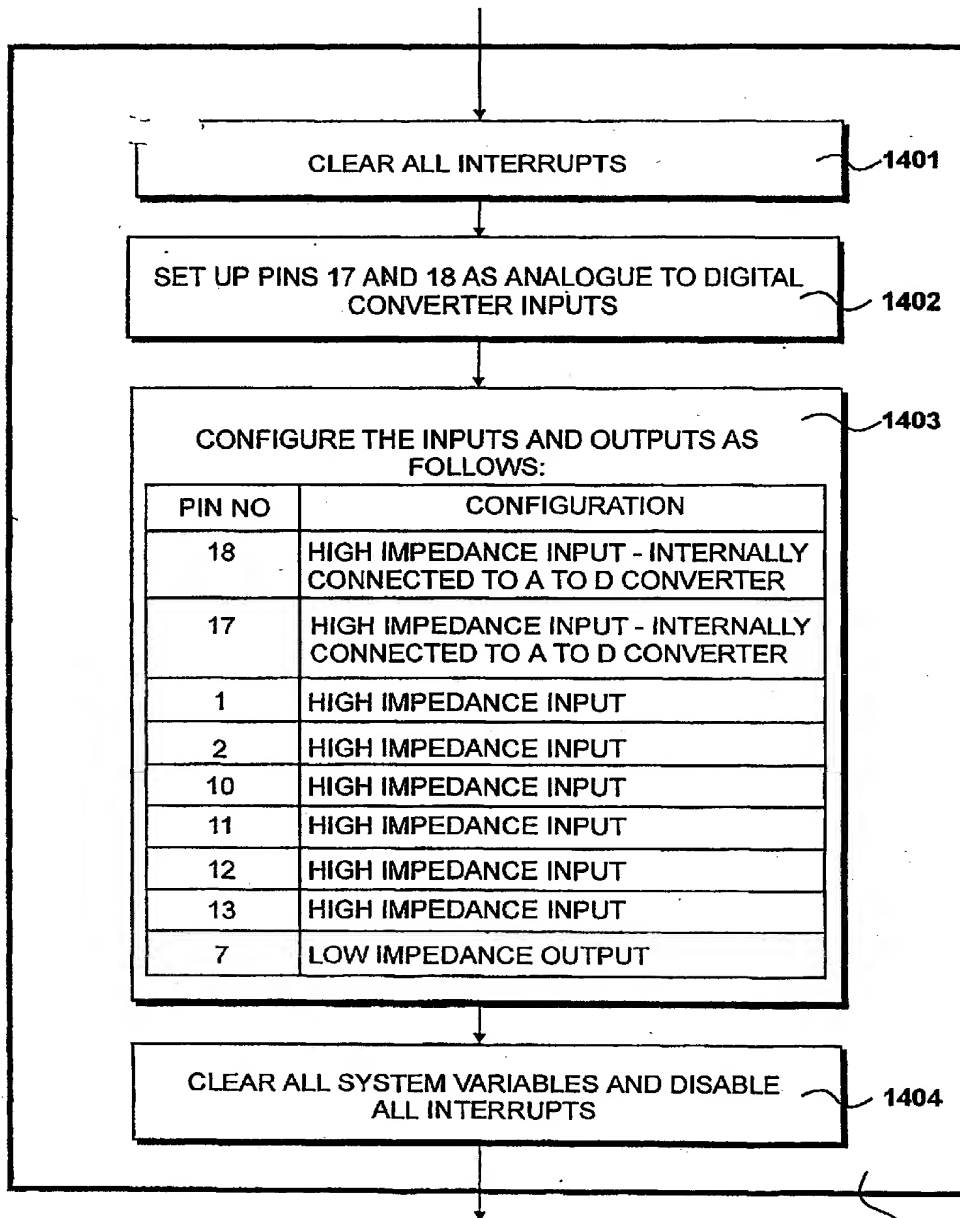 CLEAR ALL INTERRUPTS
1401
SET UP PINS 17 AND 18 AS ANALOGUE TO DIGITAL
CONVERTER INPUTS
1402
1403
CONFIGURE THE INPUTS AND OUTPUTS AS
FOLLOWS:
PIN NO CONFIGURATION
18 HIGH IMPEDANCE INPUT - INTERNALLY
CONNECTED TO A TO D CONVERTER
17 HIGH IMPEDANCE INPUT - INTERNALLY
CONNECTED TO A TO D CONVERTER
1 HIGH IMPEDANCE INPUT
2 HIGH IMPEDANCE INPUT
10 HIGH IMPEDANCE INPUT
11 HIGH IMPEDANCE INPUT
12 HIGH IMPEDANCE INPUT
13 HIGH IMPEDANCE INPUT
7 LOW IMPEDANCE OUTPUT
CLEAR ALL SYSTEM VARIABLES AND DISABLE
ALL INTERRUPTS
1404